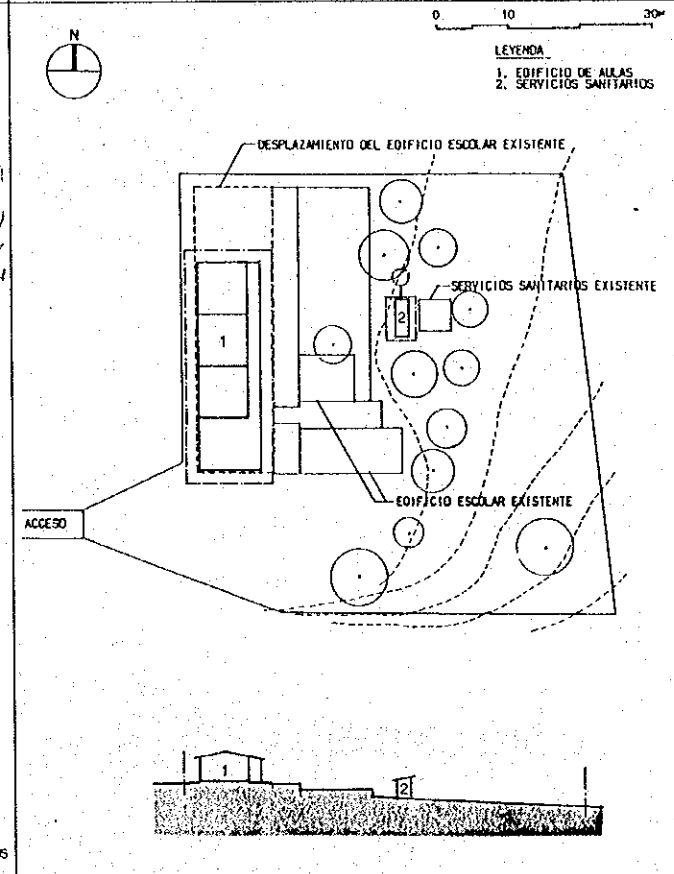 0 10 30M
N
LEYENDA
1. EDIFICIO DE AULAS
2. SERVICIOS SANITARIOS
DESPLAZAMIENTO DEL EDIFICIO ESCOLAR EXISTENTE
SERVICIOS SANITARIOS EXISTENTE
2
1
EDIFICIO ESCOLAR EXISTENTE
ACCESO
1
2